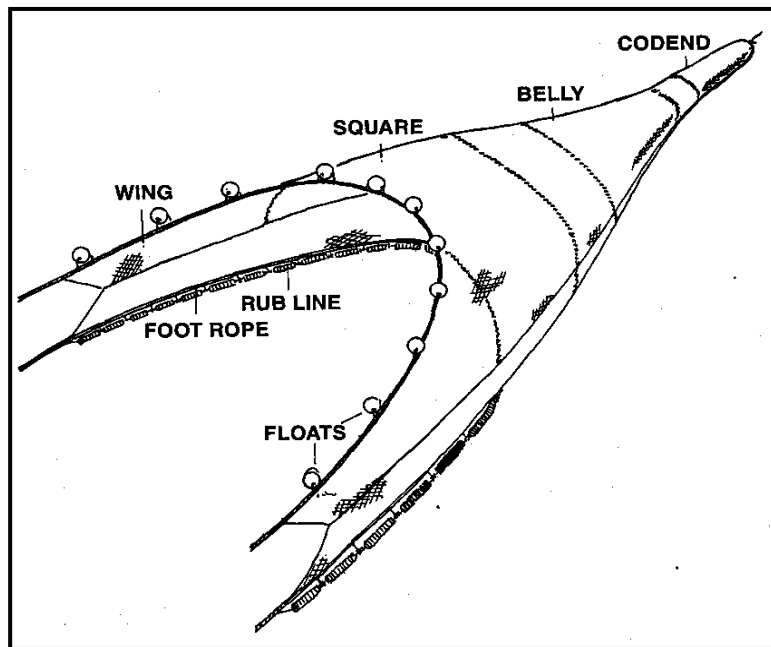 CODEND
BELLY
SQUARE
WING
RUB LINE
FOOT ROPE
FLOATS